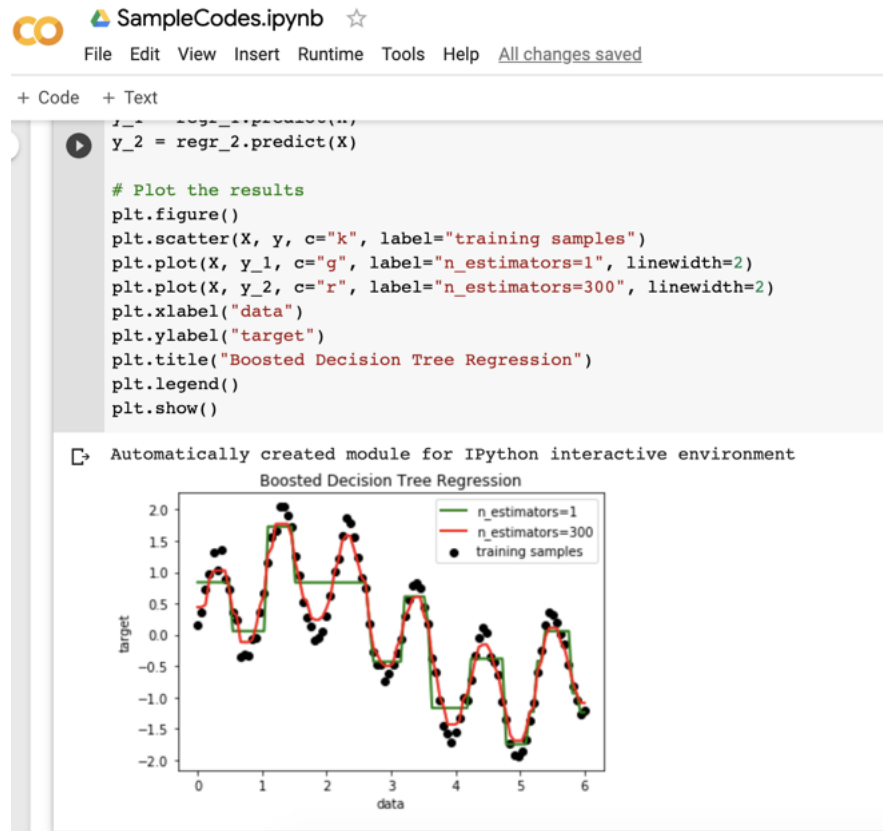 SampleCodes.ipynb
File Edit View Insert Runtime Tools Help All changes saved
+ Code + Text
y_2 = regr_2.predict(X)
# Plot the results
plt.figure()
plt.scatter(X, y, c="k", label="training samples")
plt.plot(X, y_1, c="g", label="n_estimators=1", linewidth=2)
plt.plot(X, y_2, c="r", label="n_estimators=300", linewidth=2)
plt.xlabel("data")
plt.ylabel("target")
plt.title("Boosted Decision Tree Regression")
plt.legend()
plt.show()
Automatically created module for IPython interactive environment
Boosted Decision Tree Regression
n_estimators=1
n_estimators=300
training samples
2.0
1.5
1.0
0.5
0.0
−0.5
−1.0
−1.5
−2.0
target
0 1 2 3 4 5 6
data